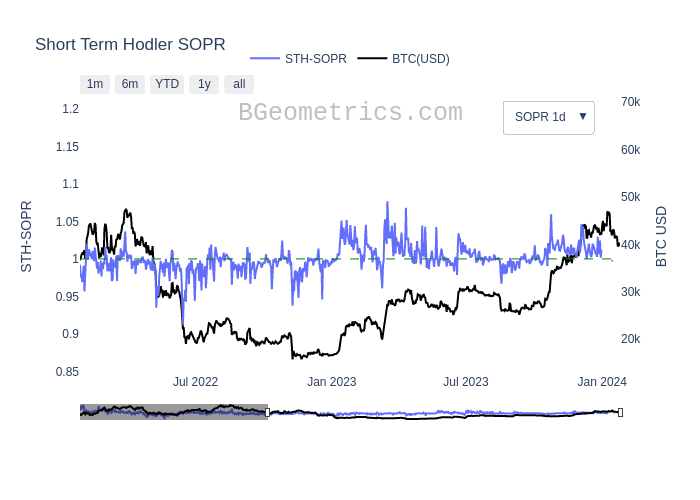 Short Term Hodler SOPR
STH-SOPR BTC(USD)
1m 6m YTD 1y all
BGeometrics.com
SOPR 1d ▼
1.2
1.15
1.1
1.05
1
0.95
0.9
0.85
STH-SOPR
70k
60k
50k
40k
30k
20k
BTC USD
Jul 2022 Jan 2023 Jul 2023 Jan 2024